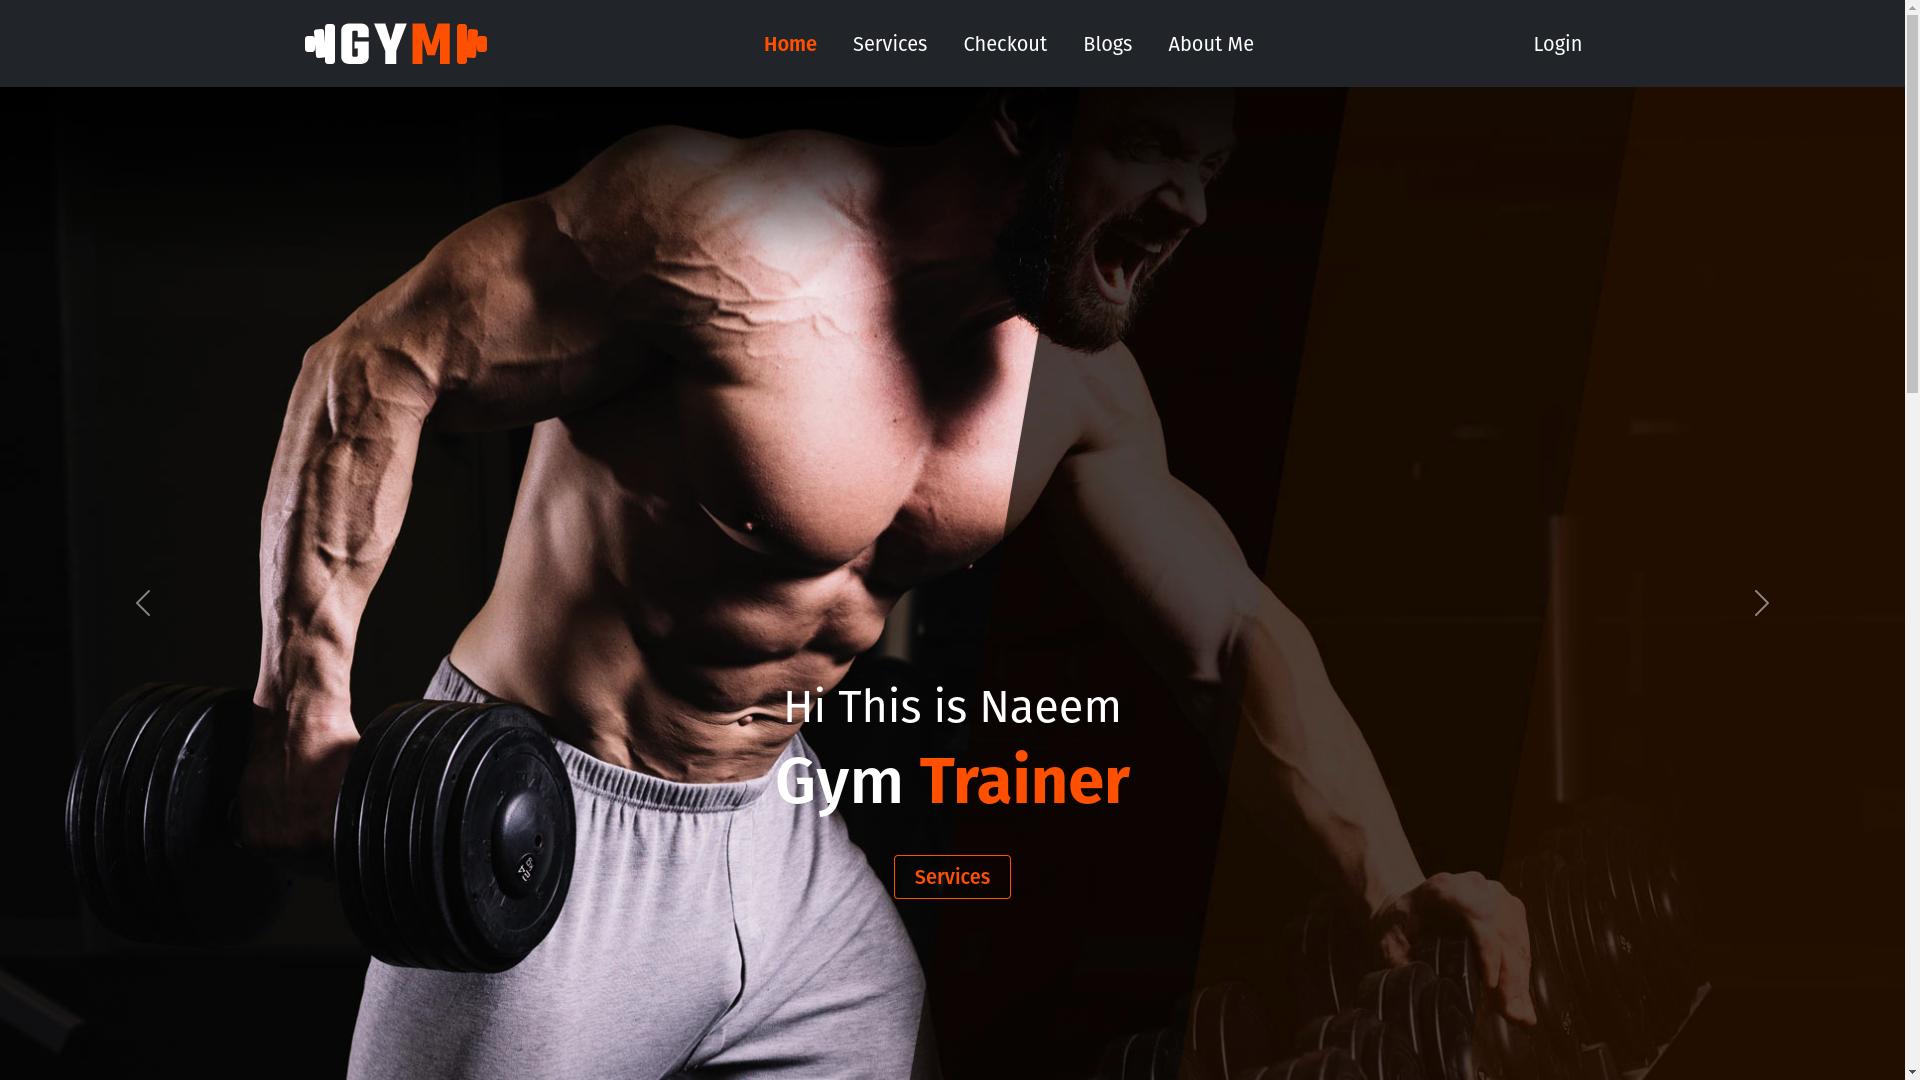 GYM
Home
Services
Checkout
Blogs
About Me
Login
Hi This is Naeem
Gym Trainer
Services